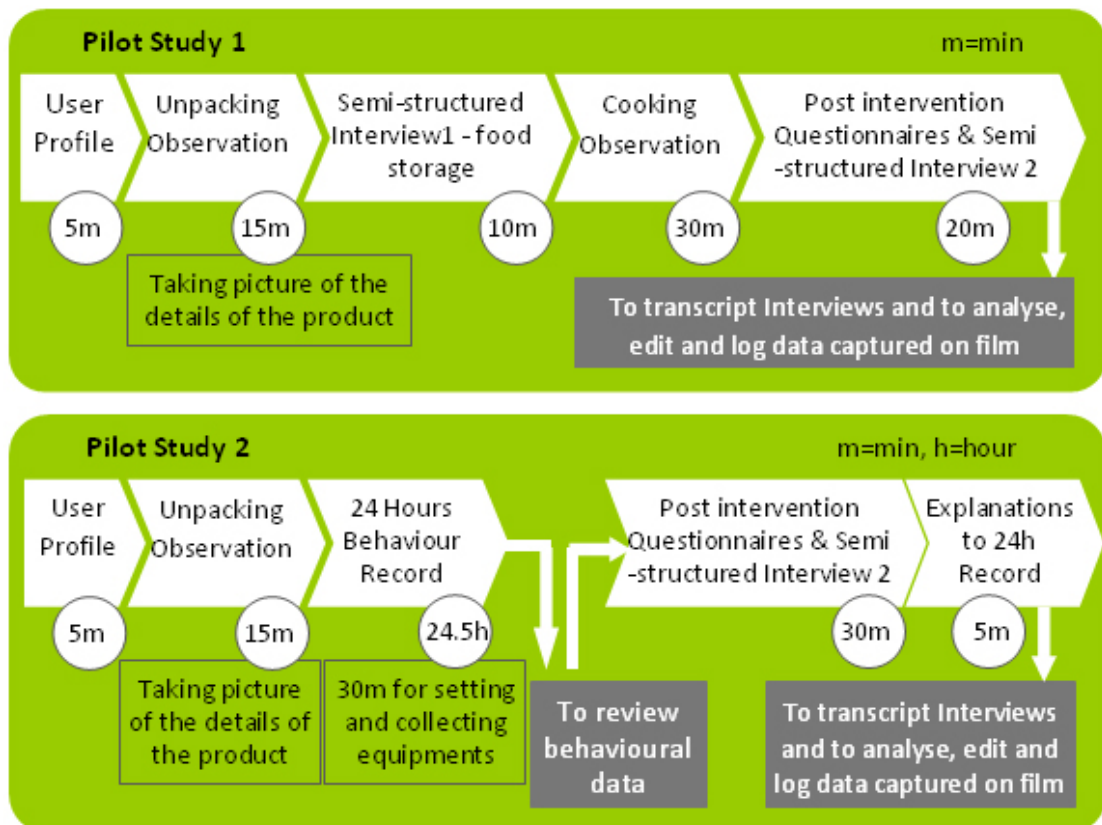 Pilot Study 1
m=min
User
Profile
Unpacking
Observation
Semi-structured
Interview1 - food
storage
Cooking
Observation
Post intervention
Questionnaires & Semi
-structured Interview 2
5m
15m
10m
30m
20m
Taking picture of the
details of the product
To transcript Interviews and to analyse,
edit and log data captured on film
Pilot Study 2
m=min, h=hour
User
Profile
Unpacking
Observation
24 Hours
Behaviour
Record
Post intervention
Questionnaires & Semi
-structured Interview 2
Explanations
to 24h
Record
5m
15m
24.5h
30m
5m
Taking picture
of the details of
the product
30m for setting
and collecting
equipments
To review
behavioural
data
To transcript Interviews
and to analyse, edit and
log data captured on film